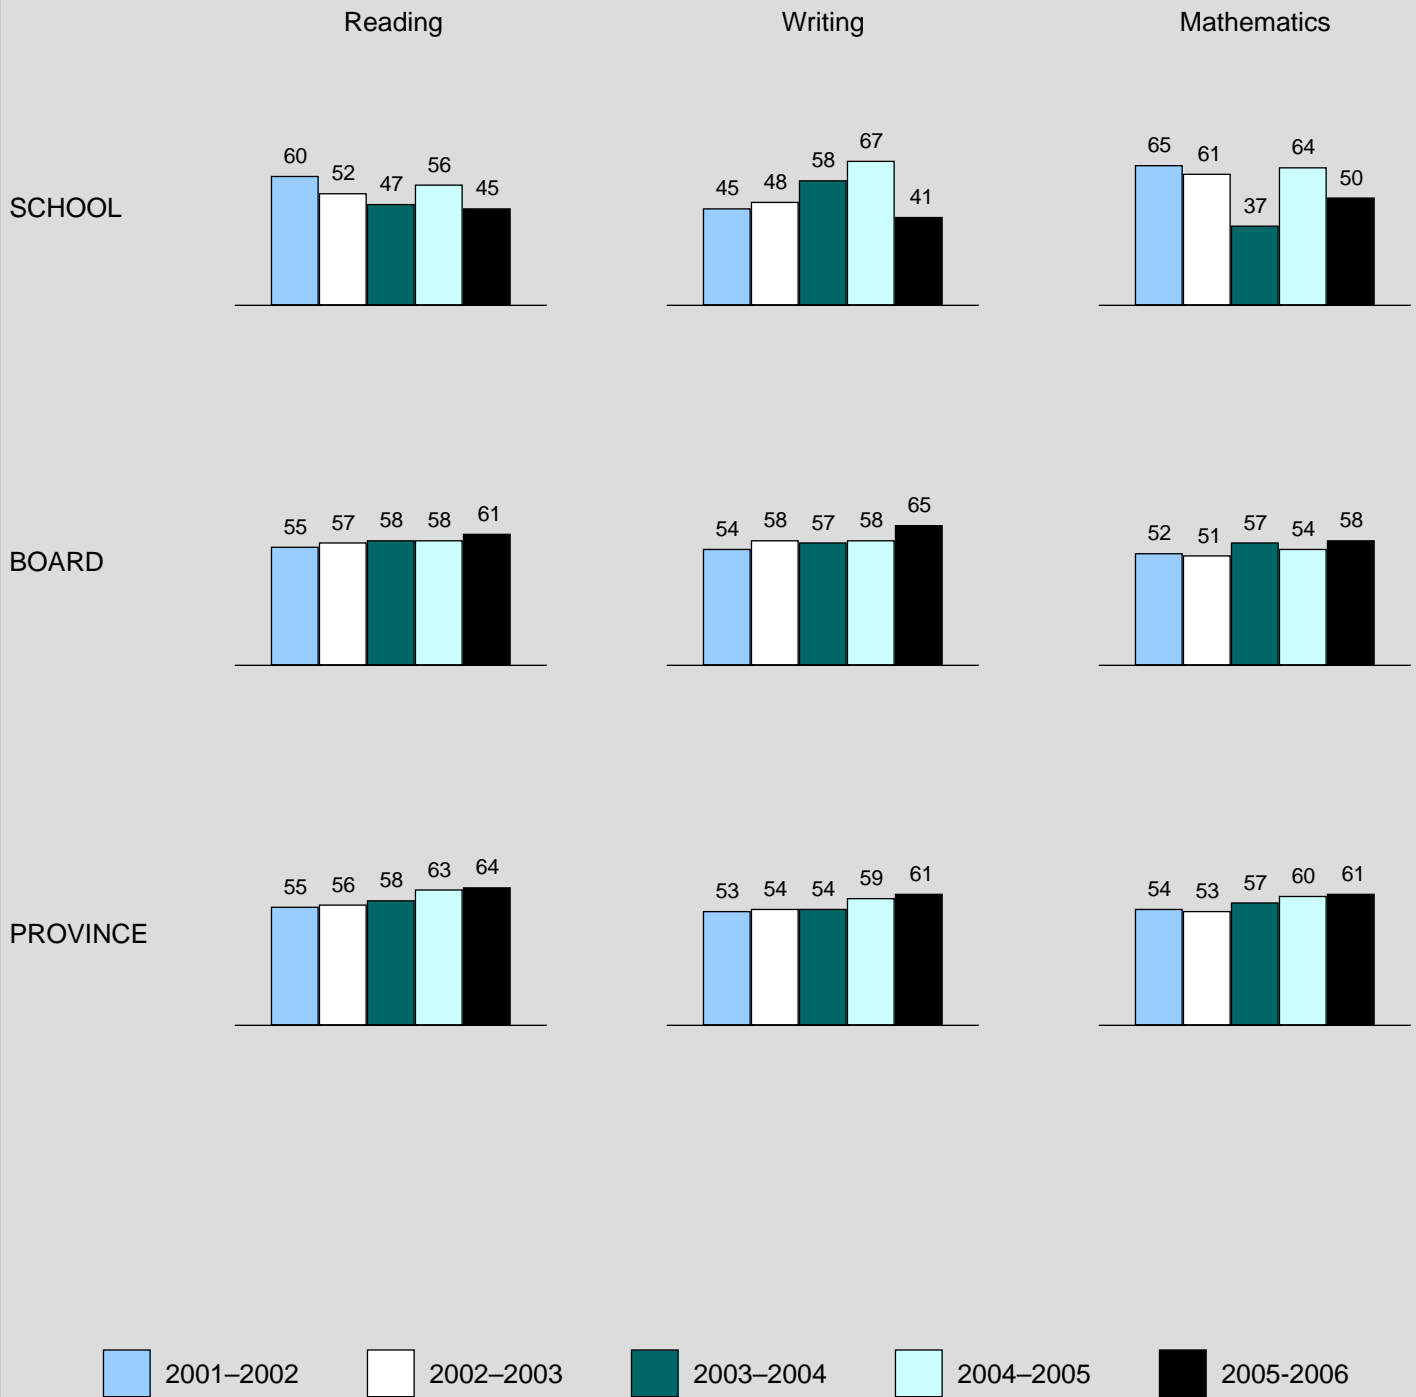 Reading Writing Mathematics
SCHOOL
60 52 47 56 45
45 48 58 67 41
65 61 37 64 50
BOARD
55 57 58 58 61
54 58 57 58 65
52 51 57 54 58
PROVINCE
55 56 58 63 64
53 54 54 59 61
54 53 57 60 61
2001–2002 2002–2003 2003–2004 2004–2005 2005-2006